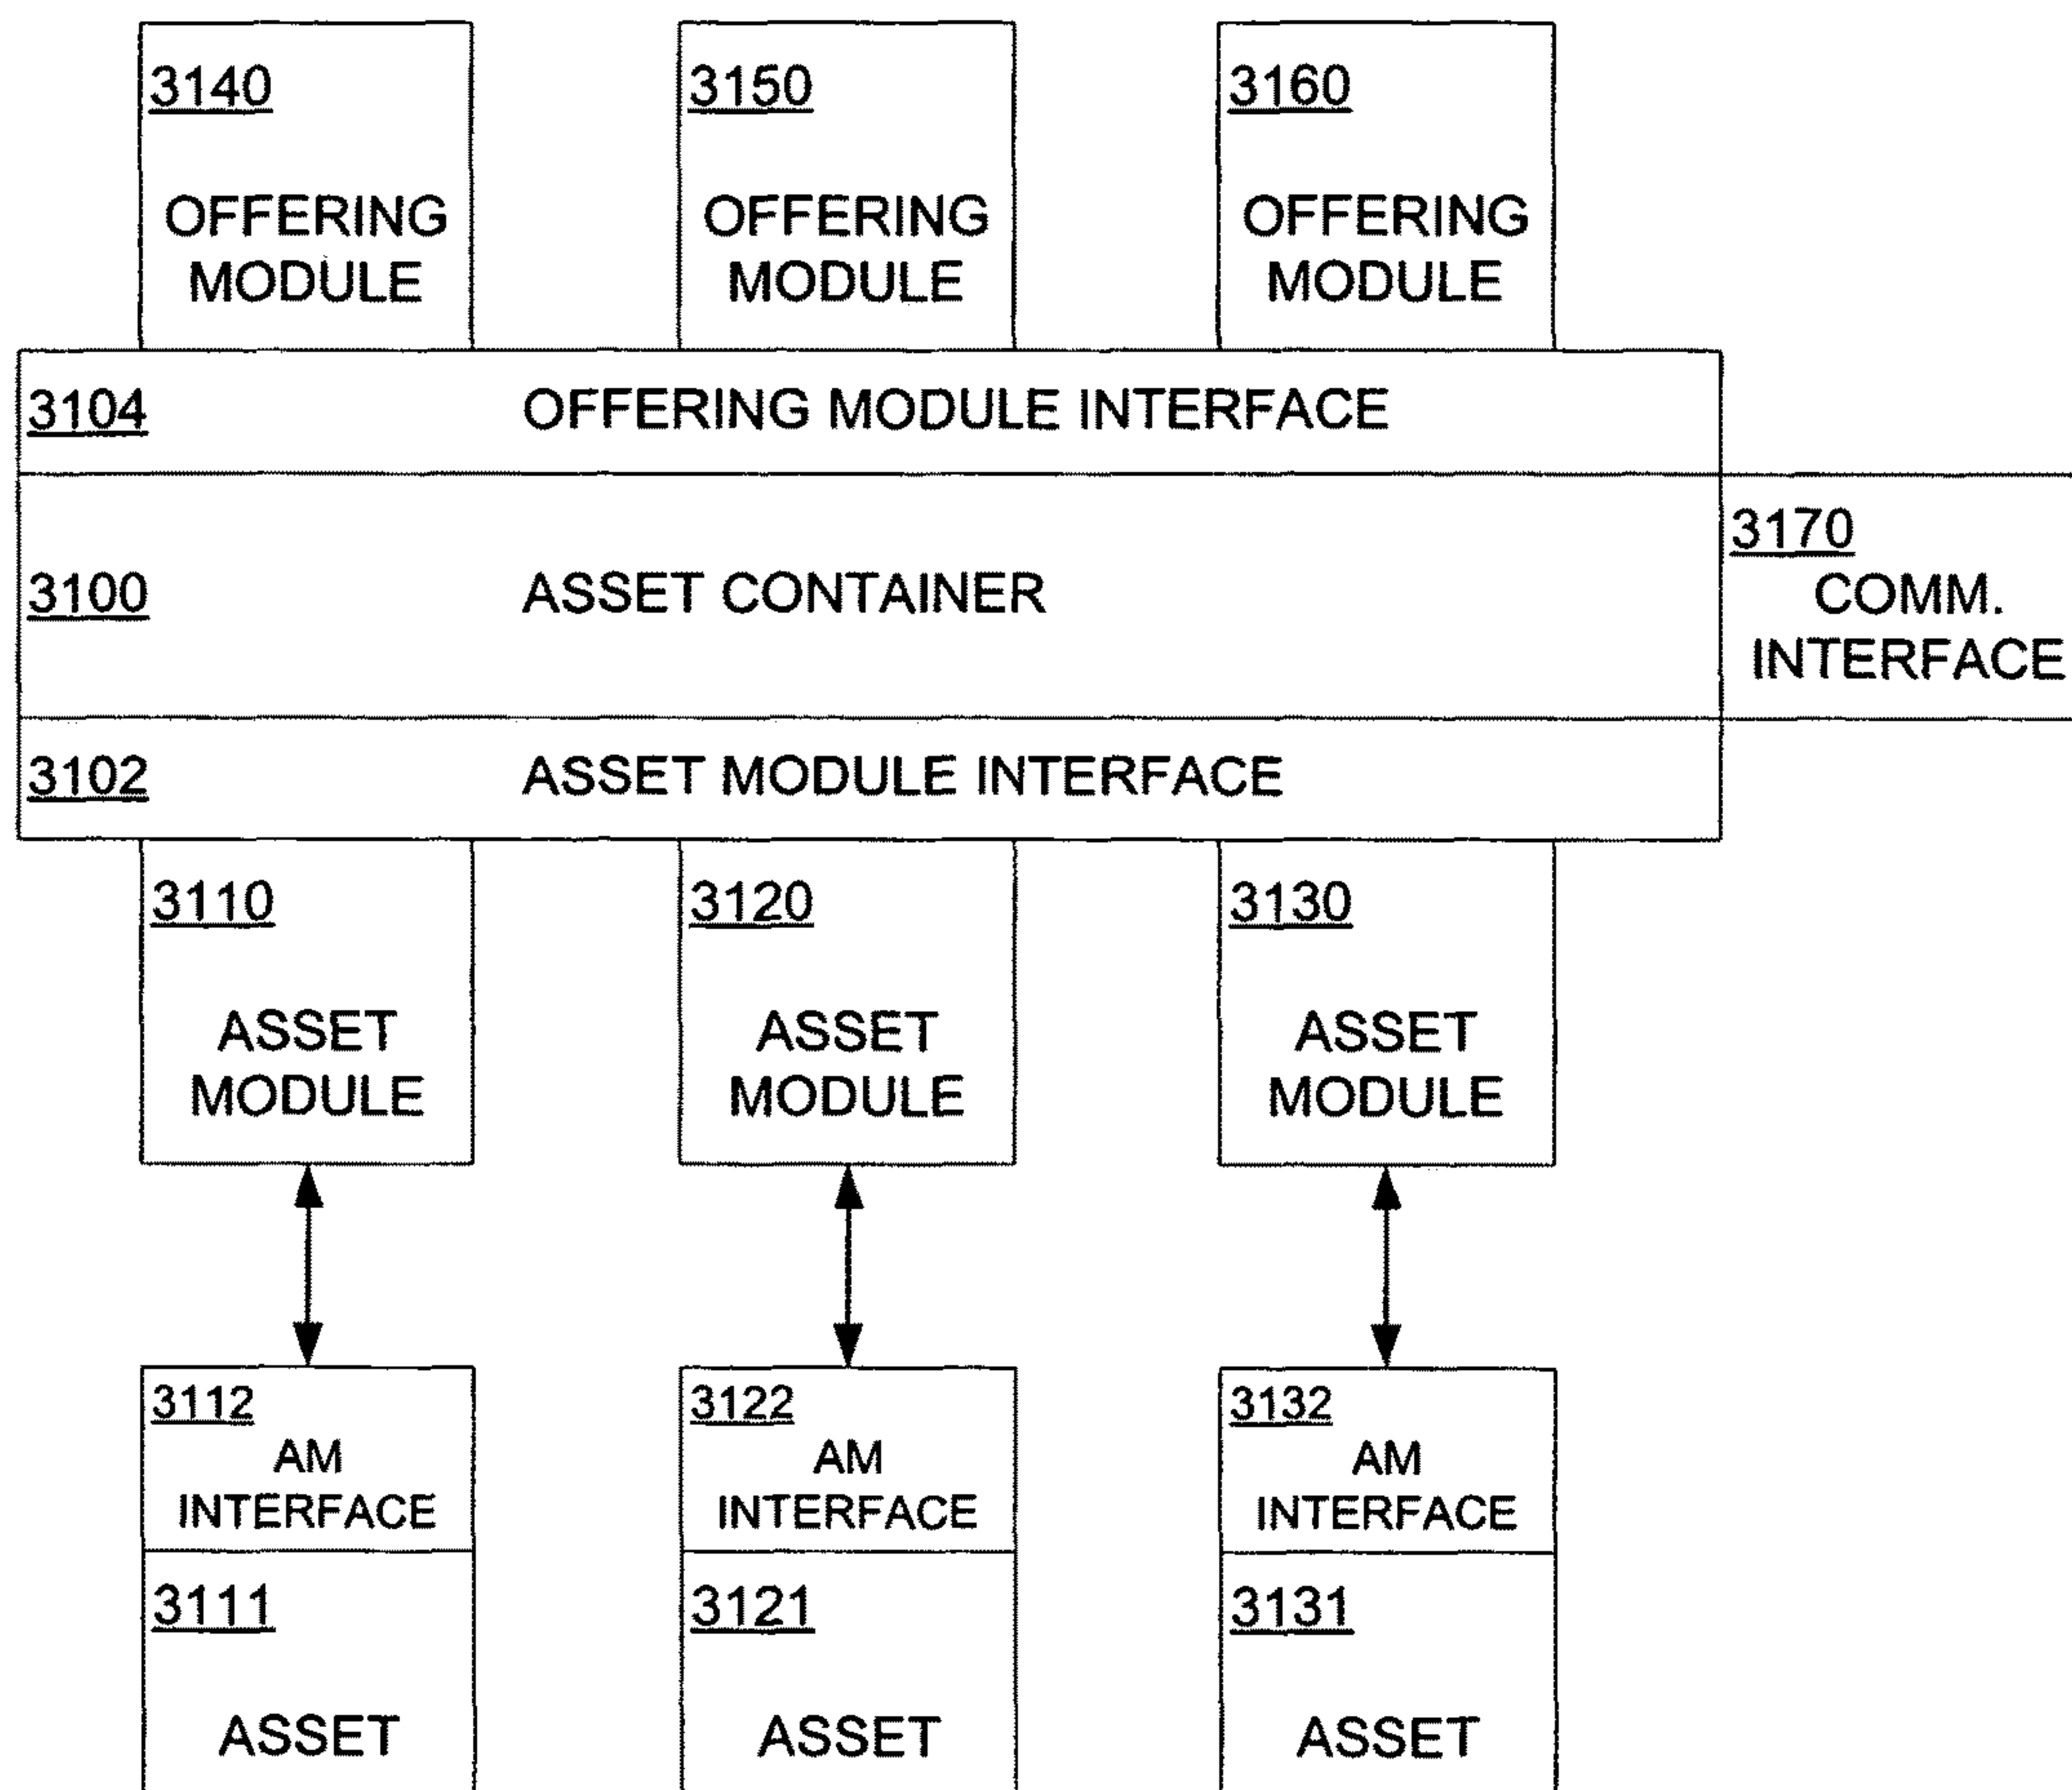 3140 3150 3160
OFFERING OFFERING OFFERING
MODULE MODULE MODULE
3104 OFFERING MODULE INTERFACE
3170
3100 ASSET CONTAINER COMM.
INTERFACE
3102 ASSET MODULE INTERFACE
3110 3120 3130
ASSET ASSET ASSET
MODULE MODULE MODULE
3112 3122 3132
AM AM AM
INTERFACE INTERFACE INTERFACE
3111 3121 3131
ASSET ASSET ASSET